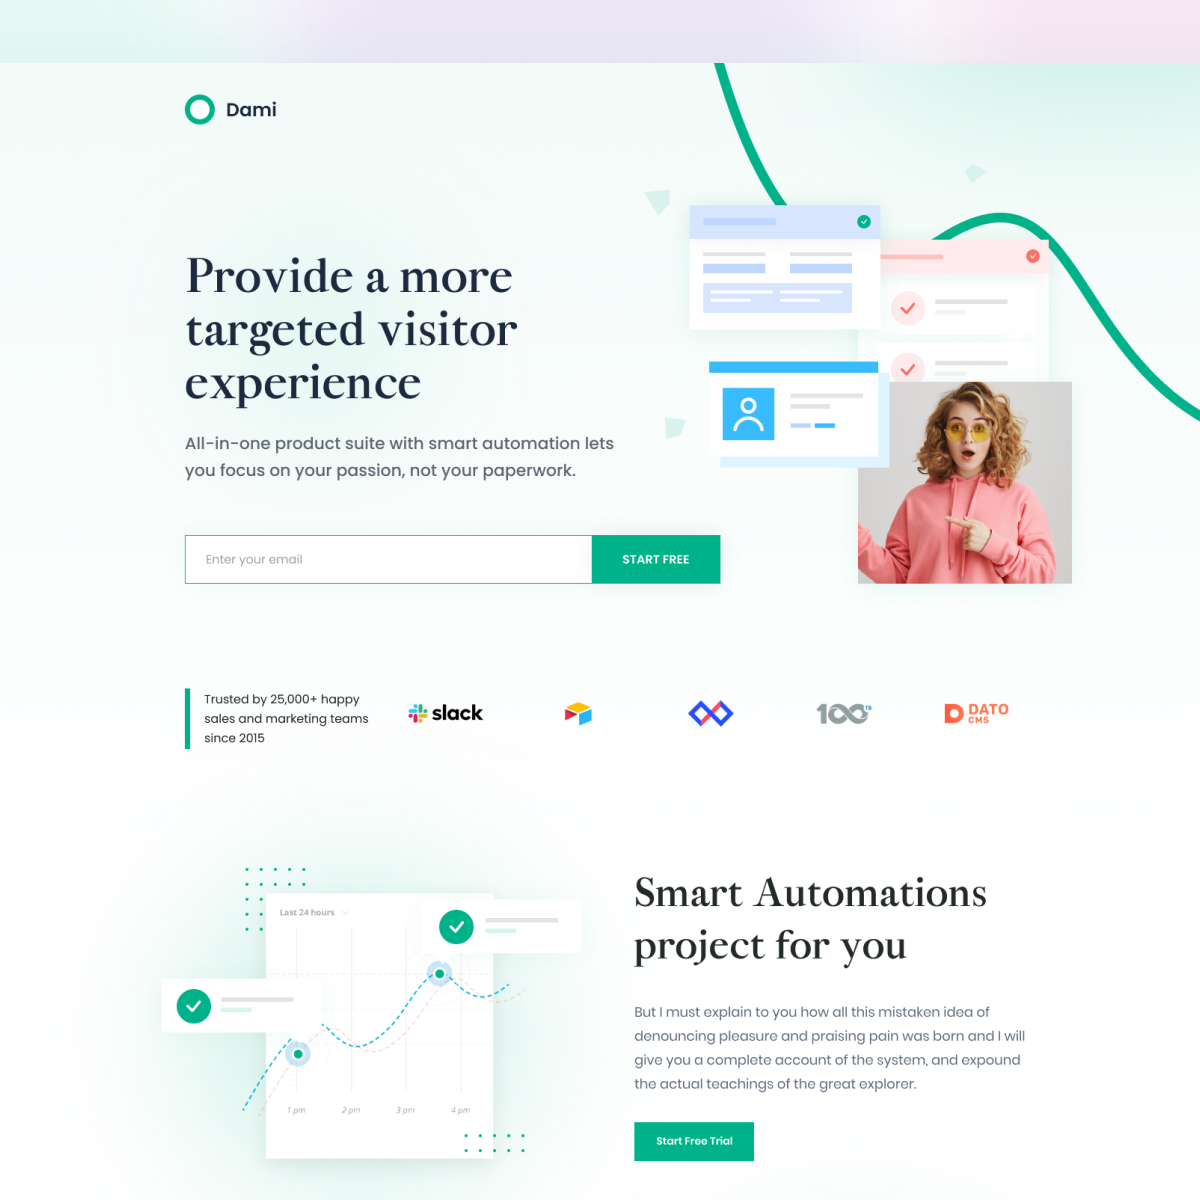 Dami
Provide a more
targeted visitor
experience
All-in-one product suite with smart automation lets
you focus on your passion, not your paperwork.
Enter your email
START FREE
Trusted by 25,000+ happy
sales and marketing teams
since 2015
slack
100TB
DATO
CMS
Last 24 hours
1 pm
2 pm
3 pm
4 pm
Smart Automations
project for you
But I must explain to you how all this mistaken idea of
denouncing pleasure and praising pain was born and I will
give you a complete account of the system, and expound
the actual teachings of the great explorer.
Start Free Trial